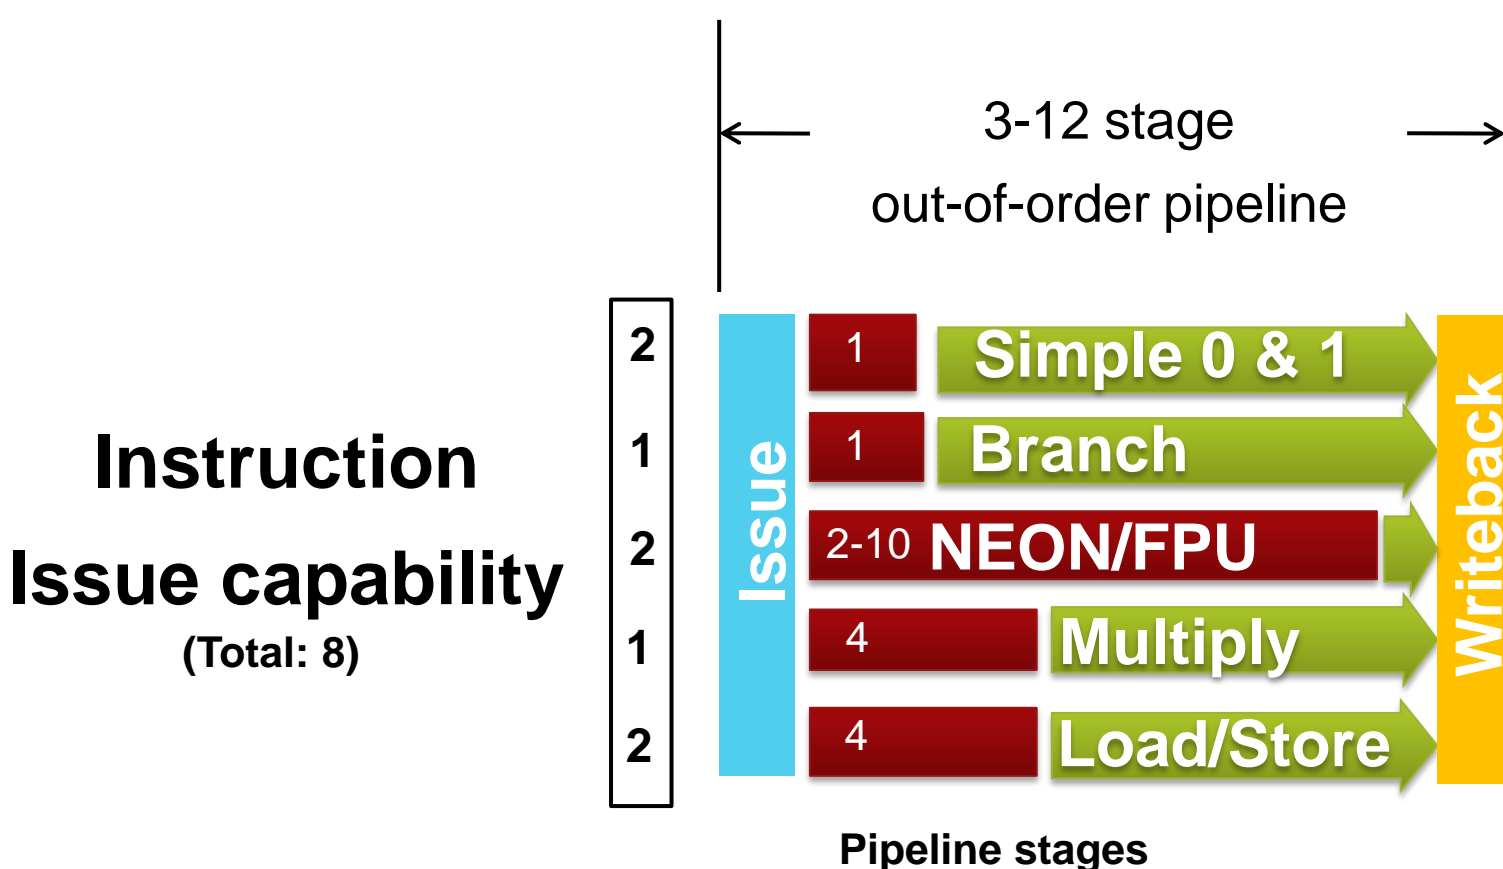 3-12 stage
out-of-order pipeline
Instruction
Issue capability
(Total: 8)
2
1
2
1
2
Issue
1 Simple 0 & 1
1 Branch
2-10 NEON/FPU
4 Multiply
4 Load/Store
Writeback
Pipeline stages